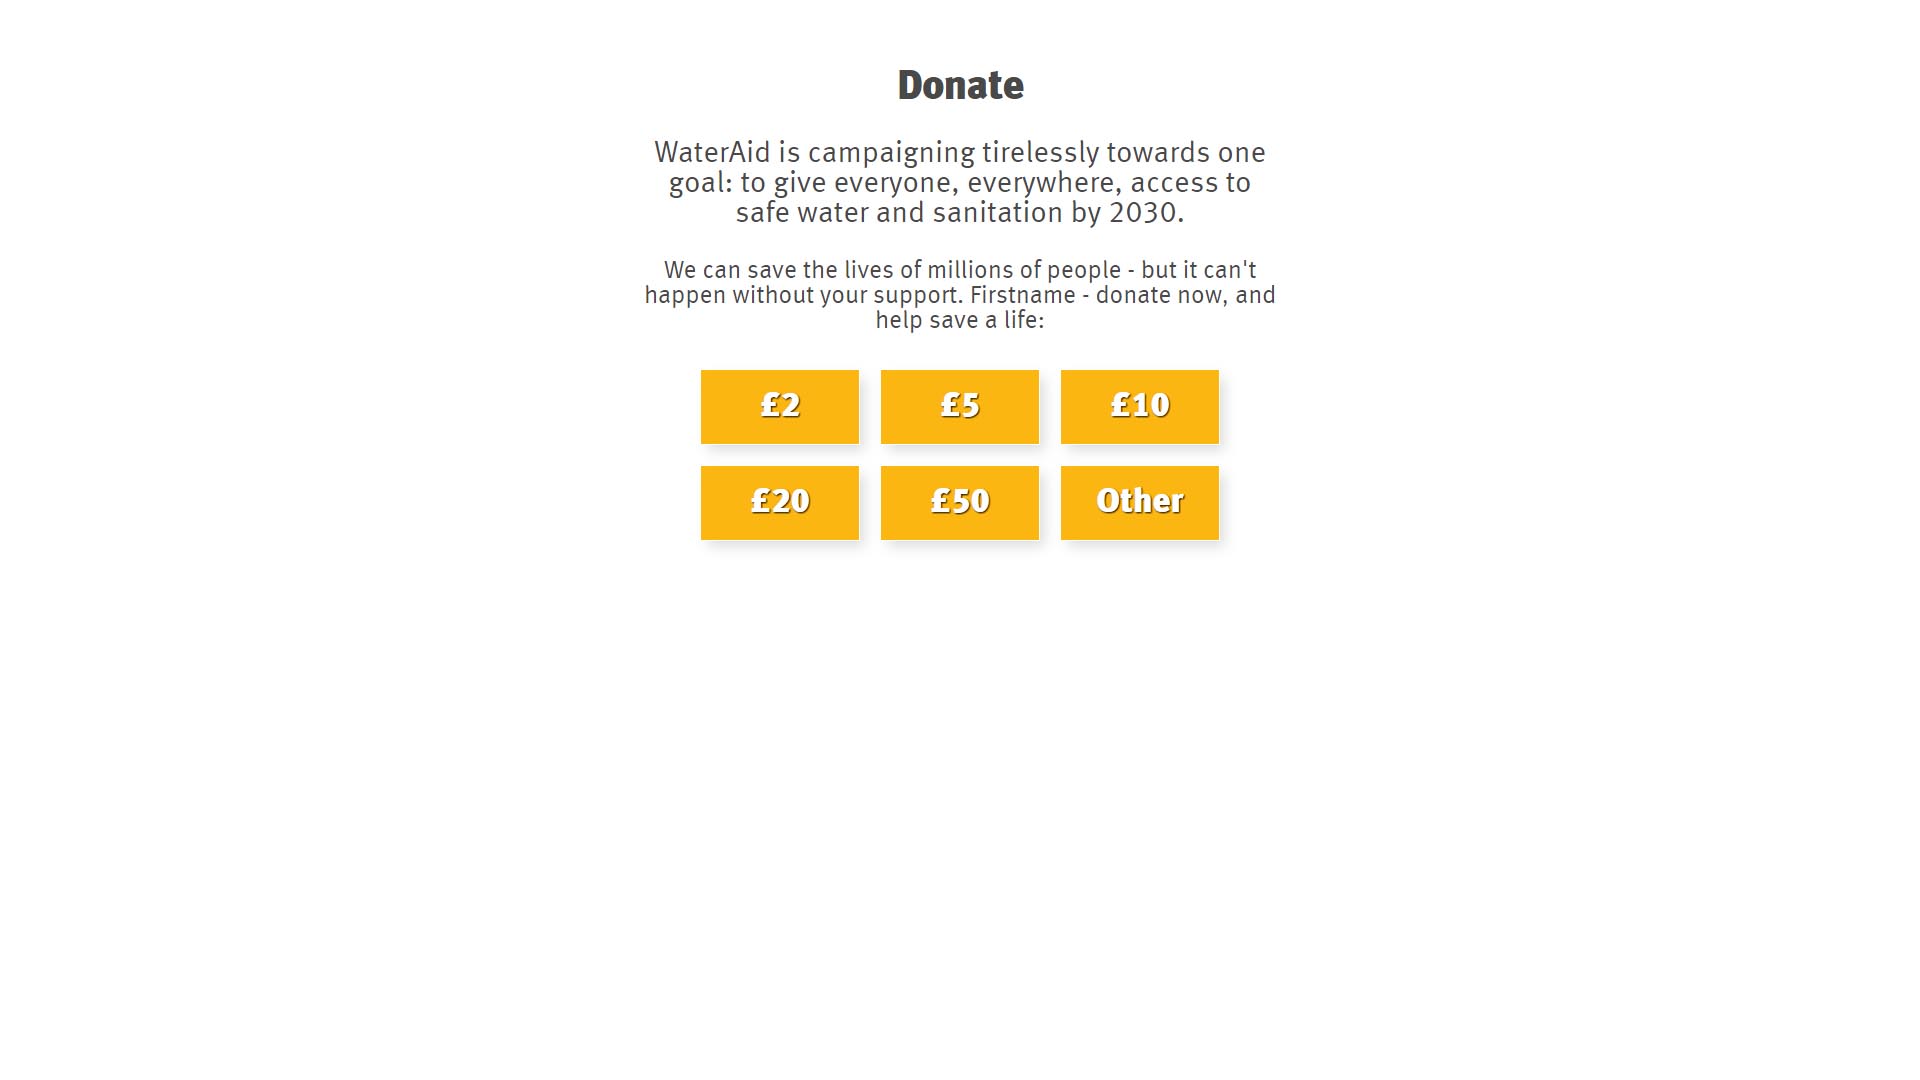 Donate
WaterAid is campaigning tirelessly towards one
goal: to give everyone, everywhere, access to
safe water and sanitation by 2030.
We can save the lives of millions of people - but it can't
happen without your support. Firstname - donate now, and
help save a life:
£2
£5
£10
£20
£50
Other